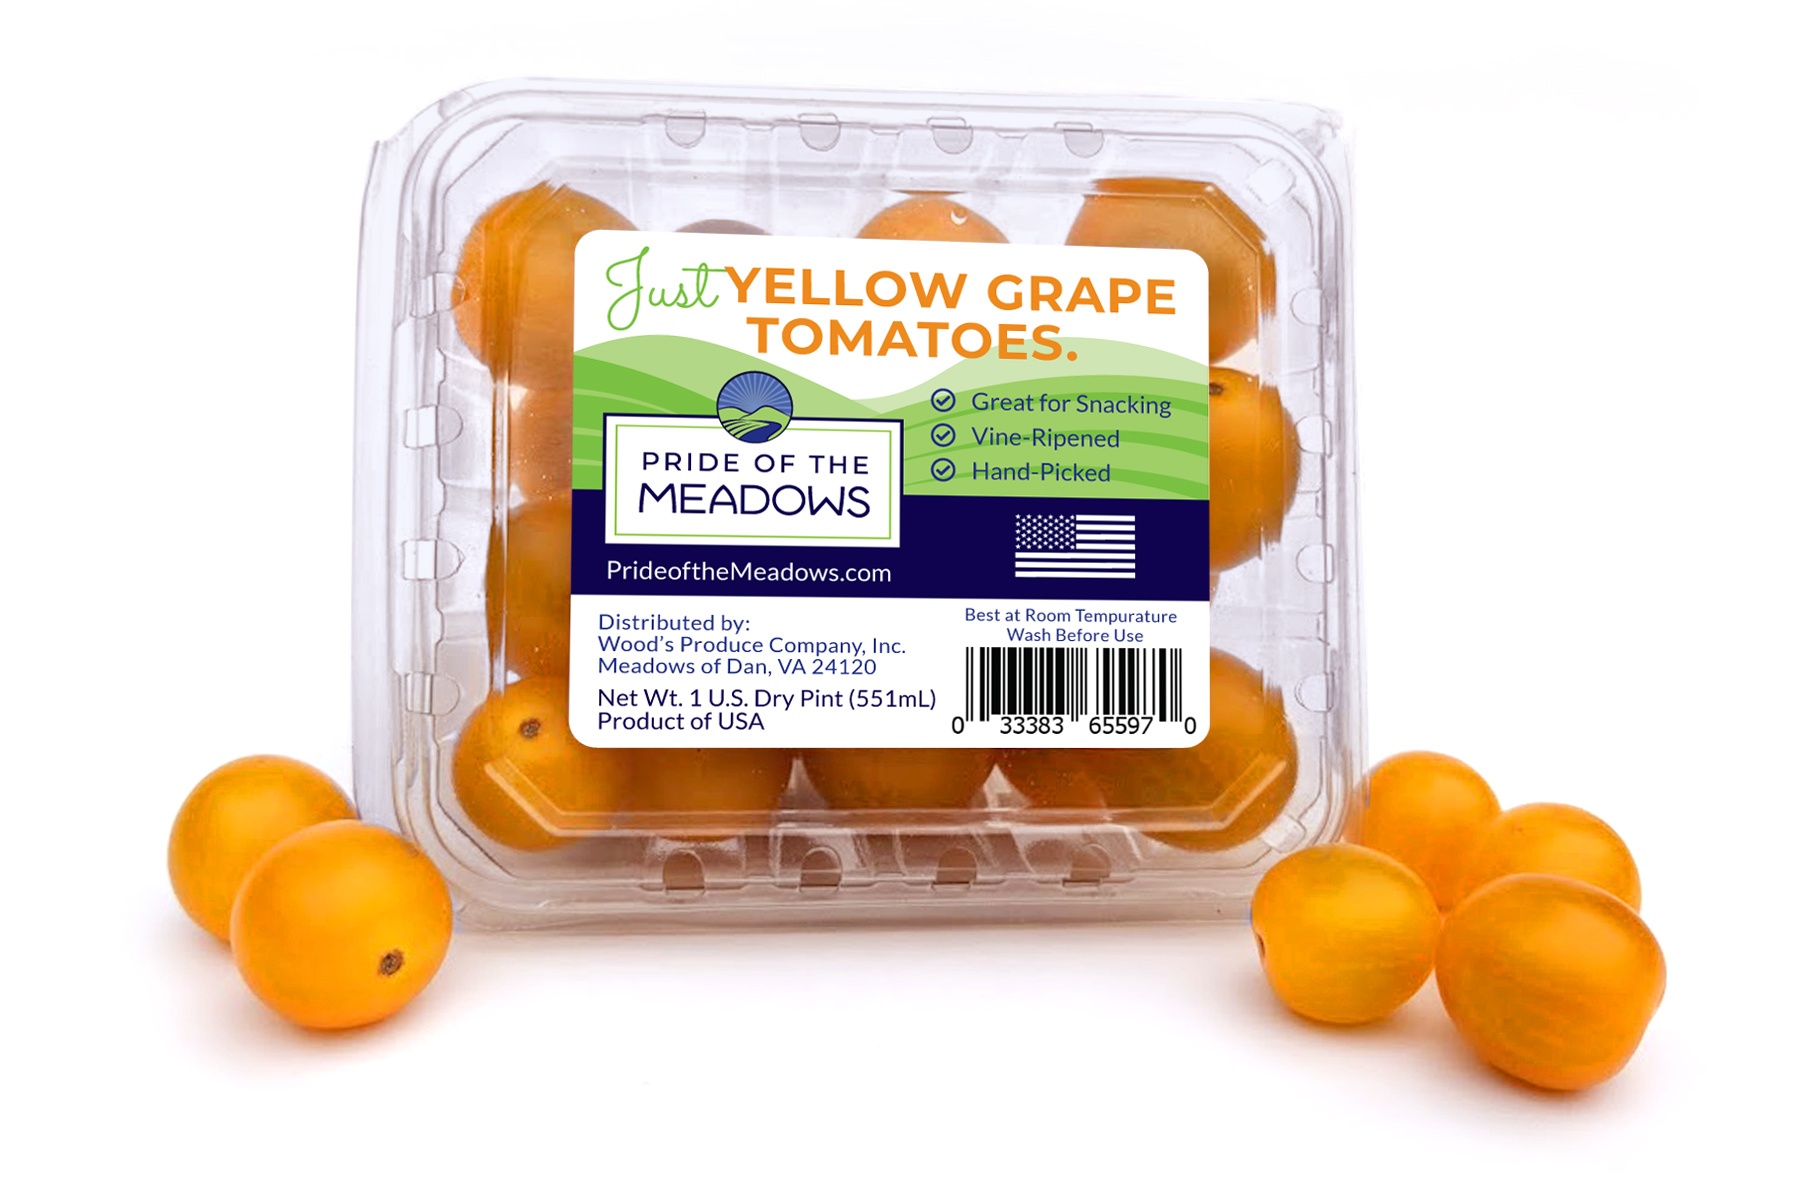 Just YELLOW GRAPE
TOMATOES.
Great for Snacking
Vine-Ripened
Hand-Picked
PRIDE OF THE
MEADOWS
PrideoftheMeadows.com
Distributed by:
Wood's Produce Company, Inc.
Meadows of Dan, VA 24120
Net Wt. 1 U.S. Dry Pint (551mL)
Product of USA
Best at Room Tempurature
Wash Before Use
0 33383 65597 0